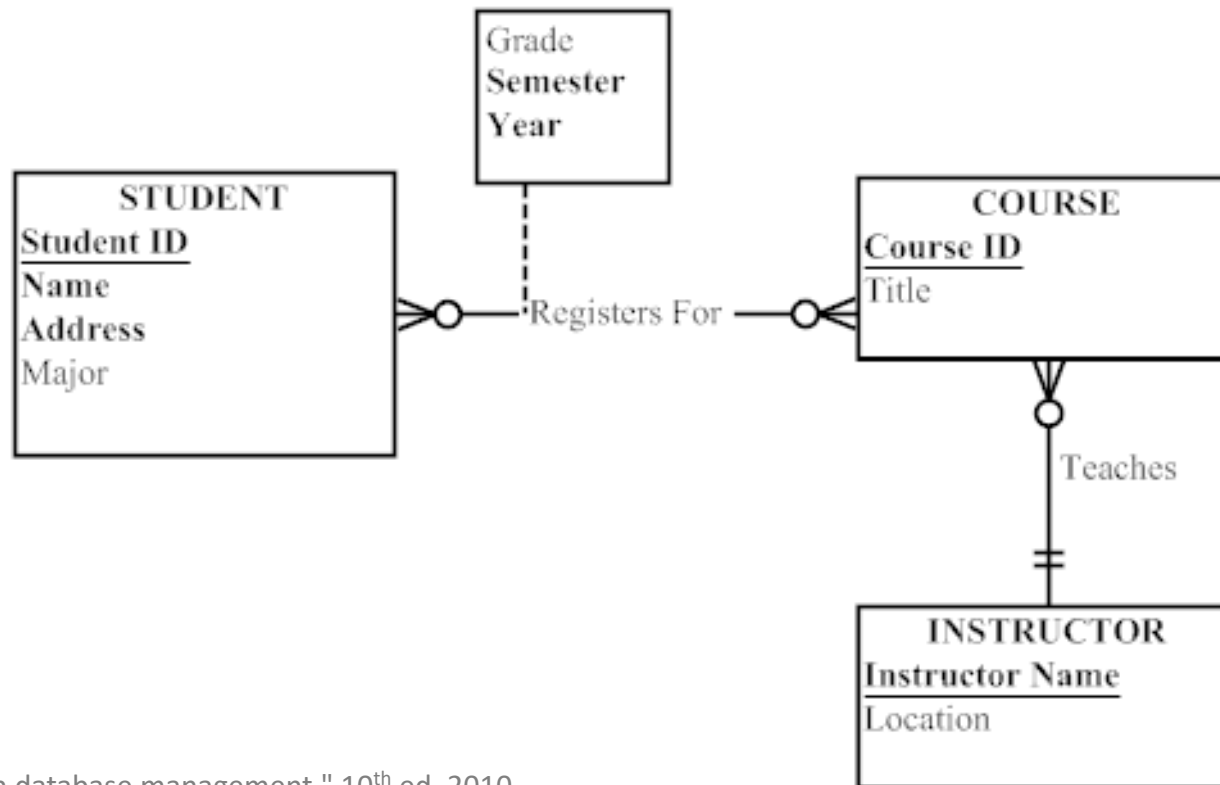 Grade
Semester
Year
STUDENT
Student ID
Name
Address
Major
Registers For
COURSE
Course ID
Title
Teaches
INSTRUCTOR
Instructor Name
Location
database management," 10th ed. 2010